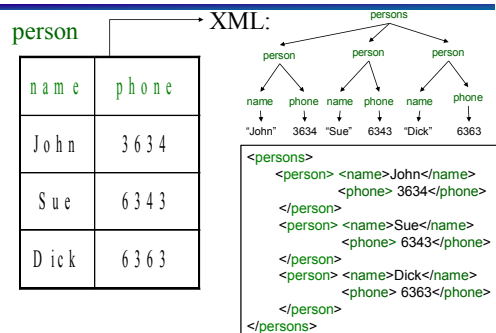 person
XML:
name phone
John 3634
Sue 6343
Dick 6363
persons
person person person
name phone name phone name phone
“John” 3634 “Sue” 6343 “Dick” 6363
<persons>
<person> <name>John</name>
<phone> 3634</phone>
</person>
<person> <name>Sue</name>
<phone> 6343</phone>
</person>
<person> <name>Dick</name>
<phone> 6363</phone>
</person>
</persons>